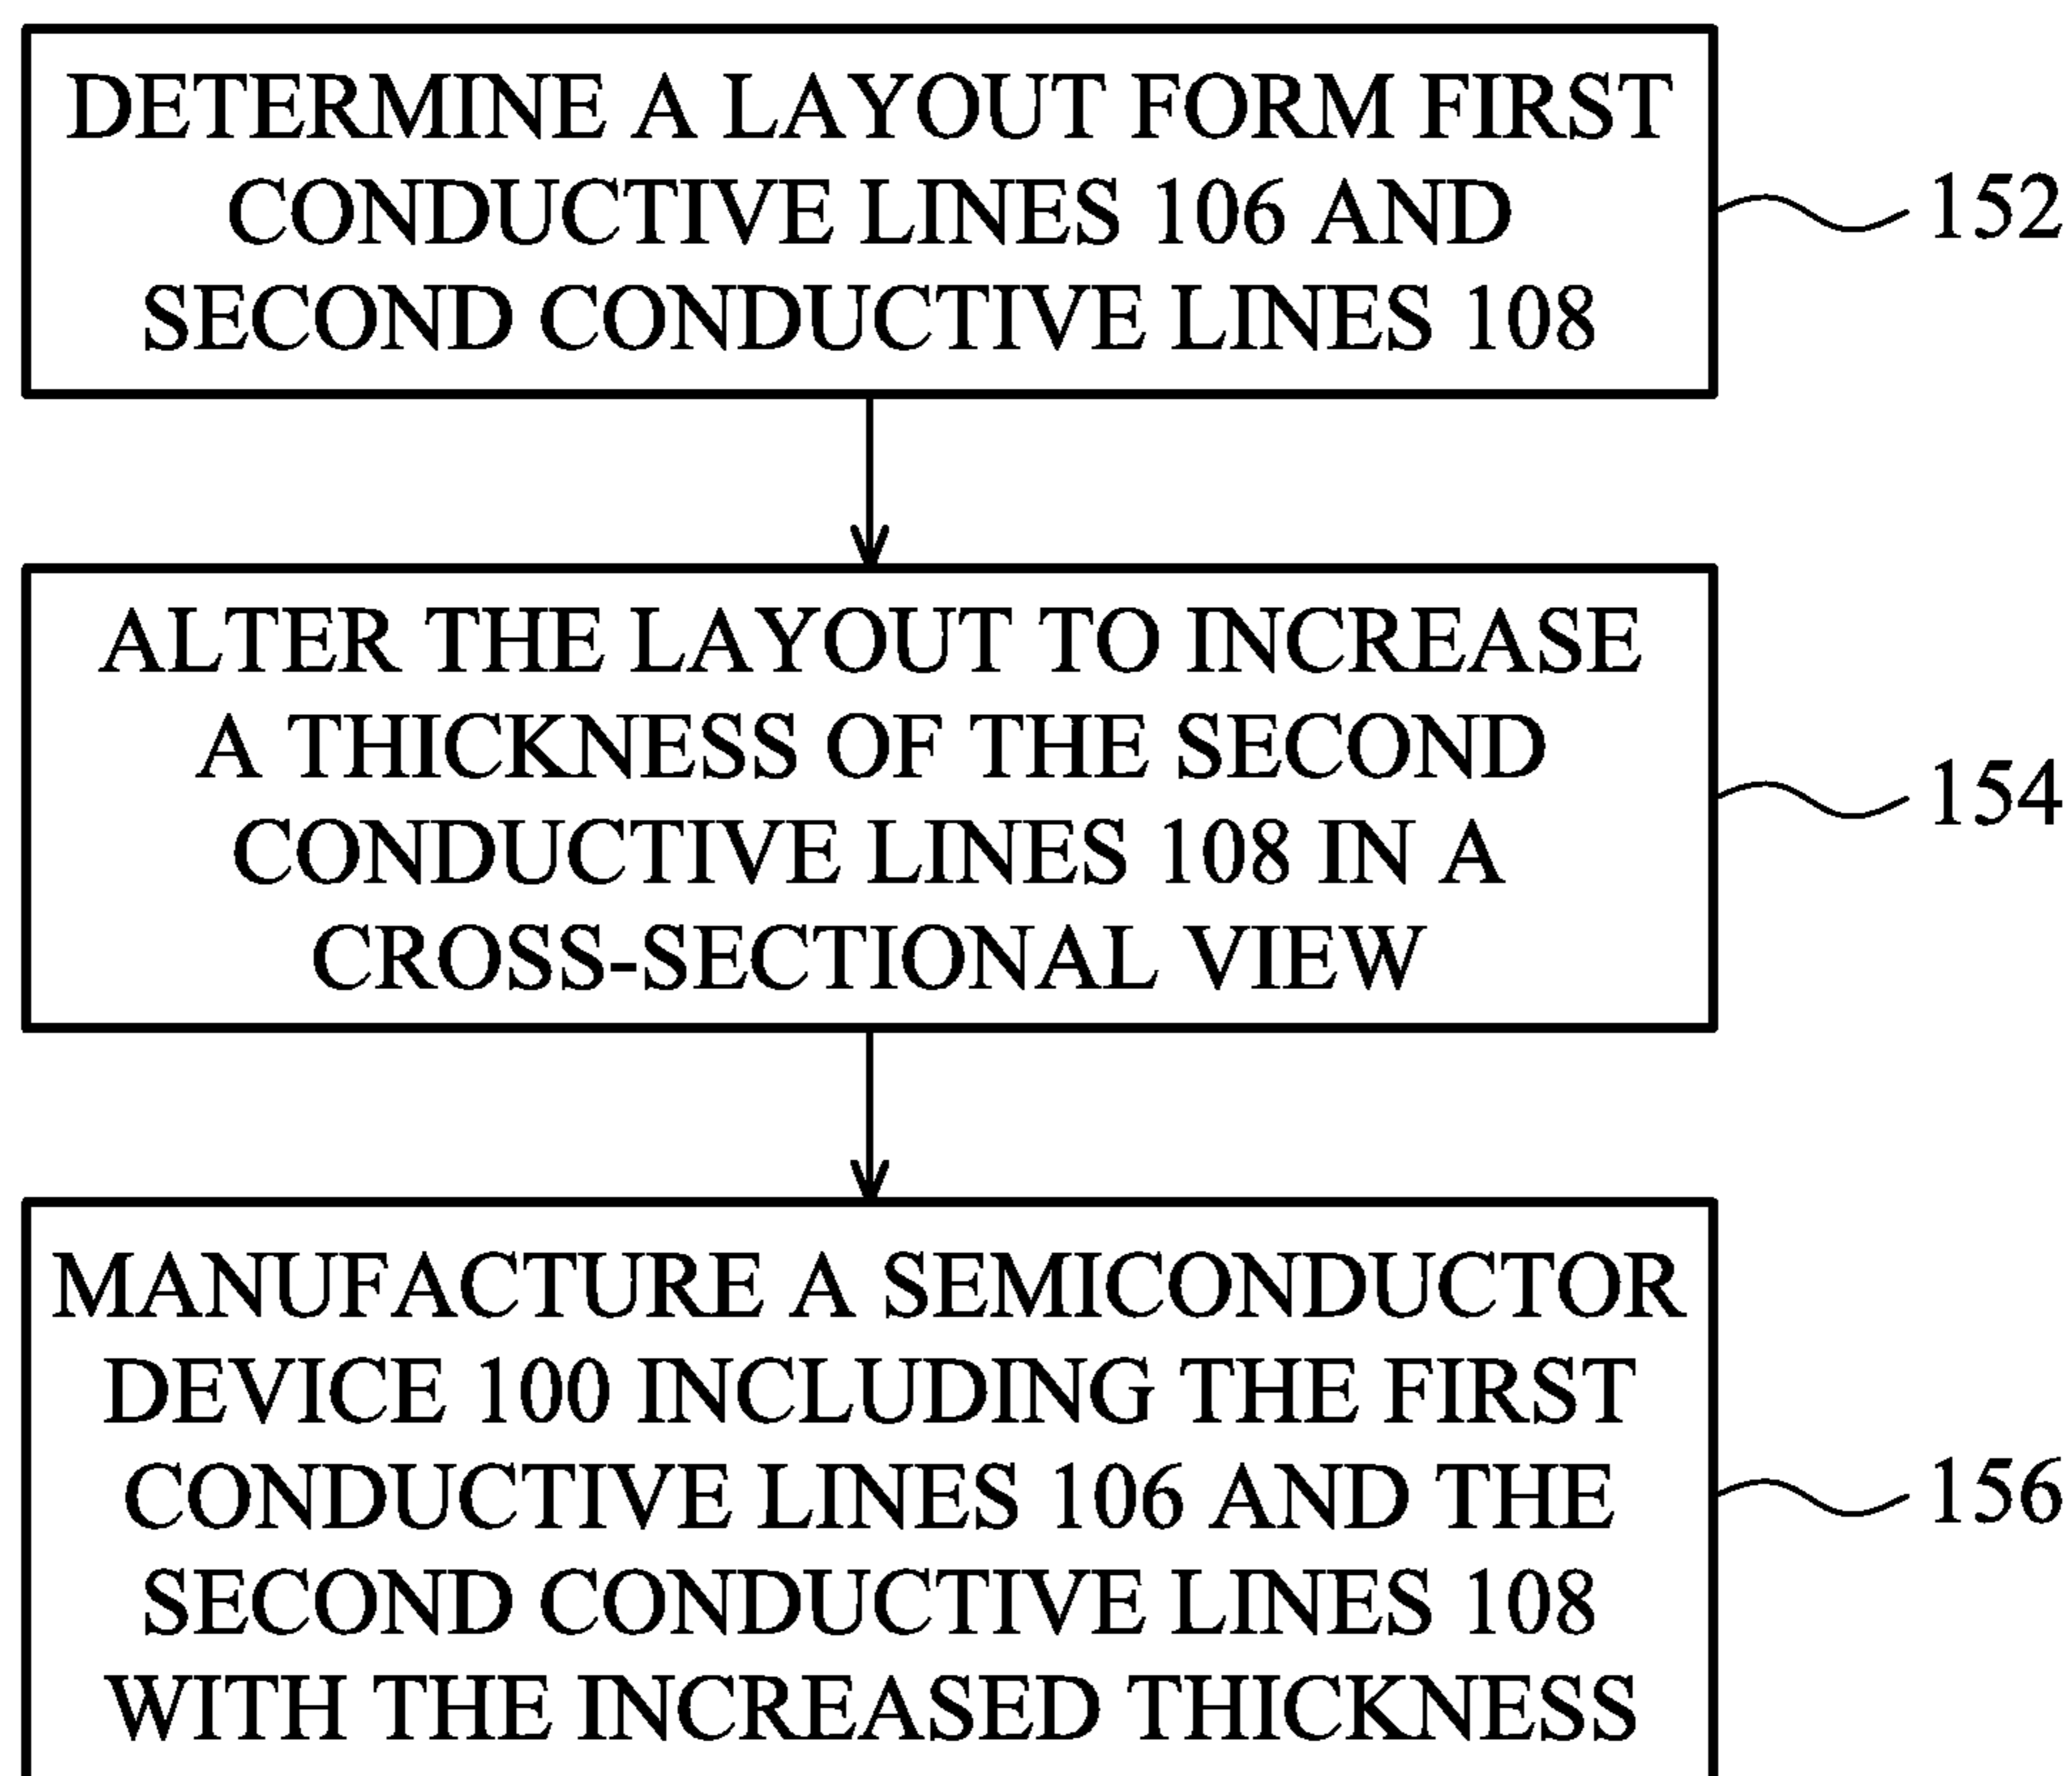 DETERMINE A LAYOUT FORM FIRST
CONDUCTIVE LINES 106 AND
SECOND CONDUCTIVE LINES 108
152
ALTER THE LAYOUT TO INCREASE
A THICKNESS OF THE SECOND
CONDUCTIVE LINES 108 IN A
CROSS-SECTIONAL VIEW
154
MANUFACTURE A SEMICONDUCTOR
DEVICE 100 INCLUDING THE FIRST
CONDUCTIVE LINES 106 AND THE
SECOND CONDUCTIVE LINES 108
WITH THE INCREASED THICKNESS
156